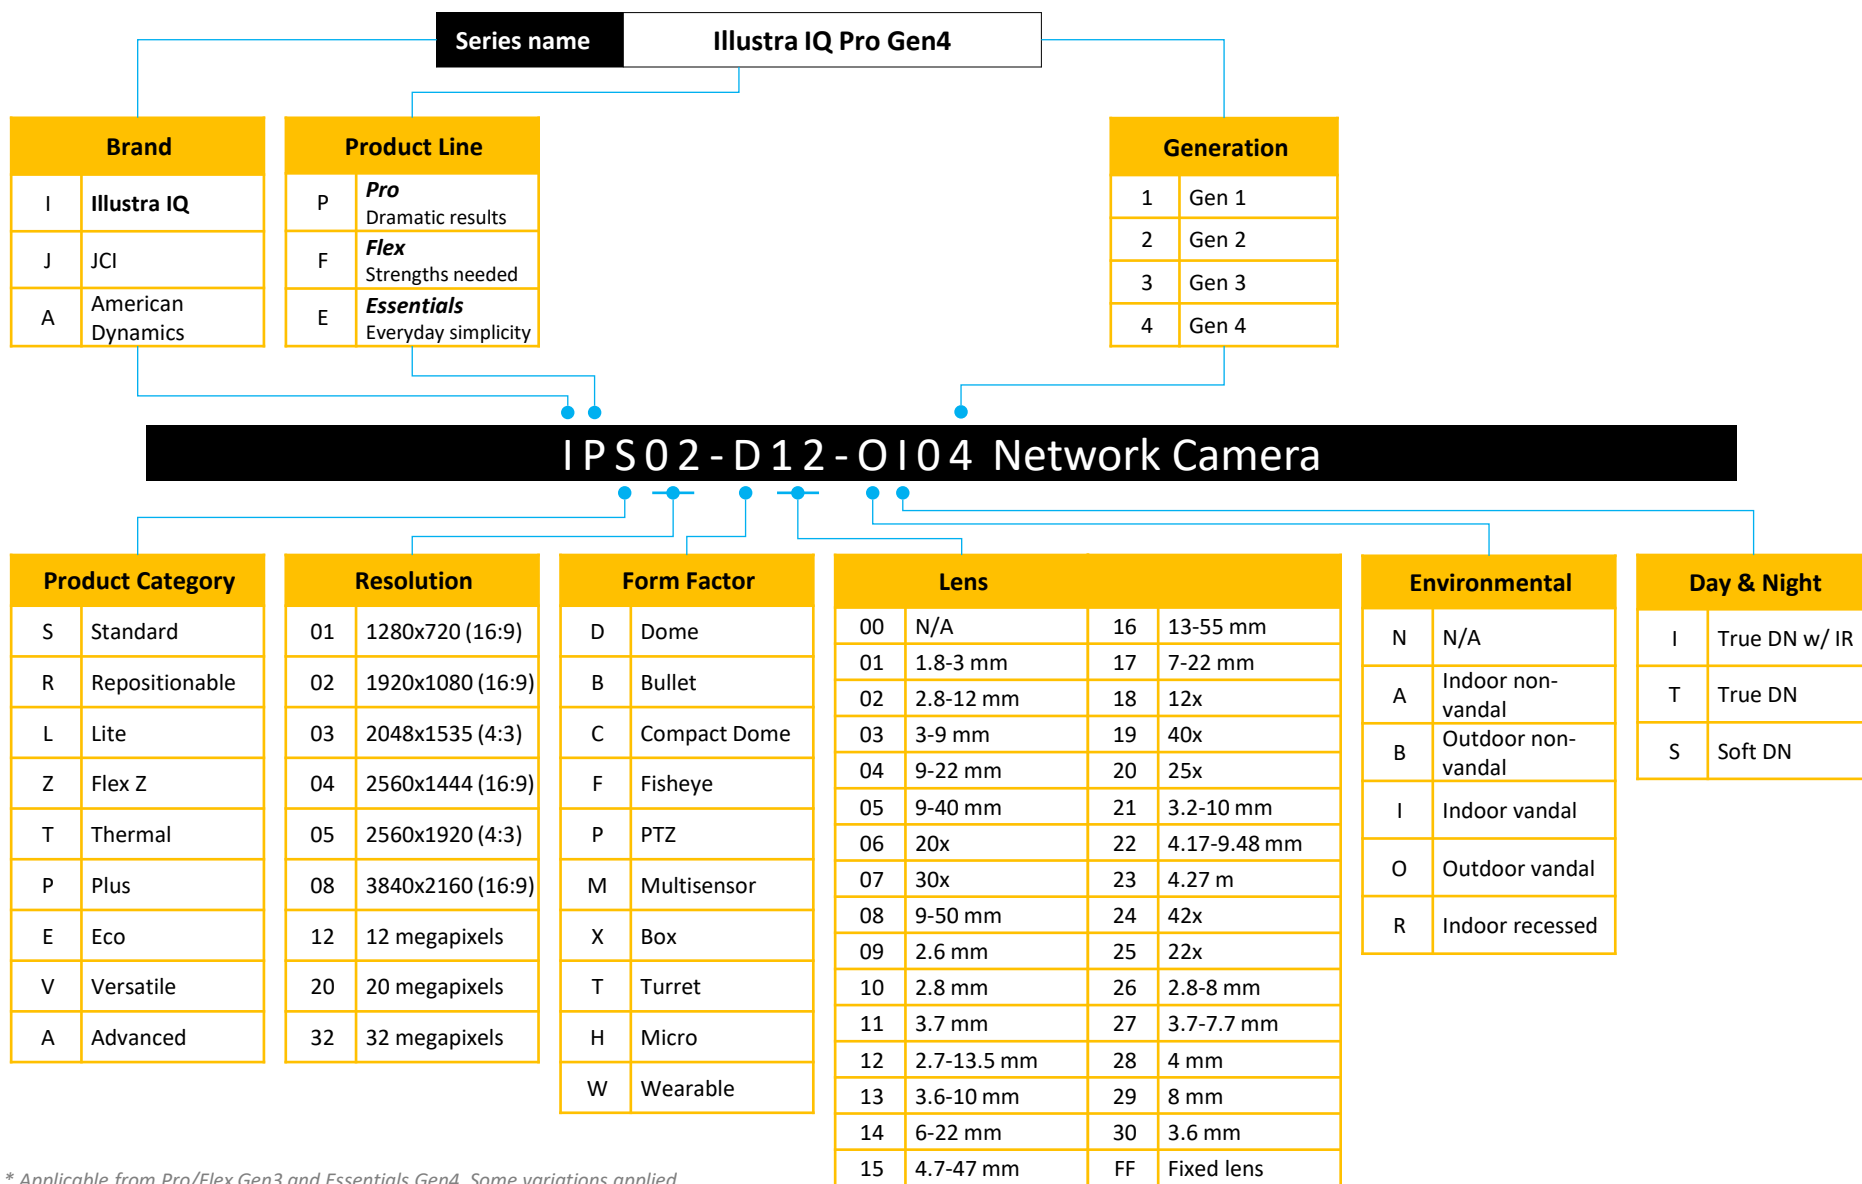 Series name Illustra IQ Pro Gen4
Brand
I Illustra IQ
J JCI
A American
Dynamics
Product Line
P Pro
Dramatic results
F Flex
Strengths needed
E Essentials
Everyday simplicity
Generation
1 Gen 1
2 Gen 2
3 Gen 3
4 Gen 4
IPS02-D12-OI04 Network Camera
Product Category
S Standard
R Repositionable
L Lite
Z Flex Z
T Thermal
P Plus
E Eco
V Versatile
A Advanced
Resolution
01 1280x720 (16:9)
02 1920x1080 (16:9)
03 2048x1535 (4:3)
04 2560x1444 (16:9)
05 2560x1920 (4:3)
08 3840x2160 (16:9)
12 12 megapixels
20 20 megapixels
32 32 megapixels
Form Factor
D Dome
B Bullet
C Compact Dome
F Fisheye
P PTZ
M Multisensor
X Box
T Turret
H Micro
W Wearable
Lens
00 N/A
01 1.8-3 mm
02 2.8-12 mm
03 3-9 mm
04 9-22 mm
05 9-40 mm
06 20x
07 30x
08 9-50 mm
09 2.6 mm
10 2.8 mm
11 3.7 mm
12 2.7-13.5 mm
13 3.6-10 mm
14 6-22 mm
15 4.7-47 mm
16 13-55 mm
17 7-22 mm
18 12x
19 40x
20 25x
21 3.2-10 mm
22 4.17-9.48 mm
23 4.27 m
24 42x
25 22x
26 2.8-8 mm
27 3.7-7.7 mm
28 4 mm
29 8 mm
30 3.6 mm
FF Fixed lens
Environmental
N N/A
A Indoor non-
vandal
B Outdoor non-
vandal
I Indoor vandal
O Outdoor vandal
R Indoor recessed
Day & Night
I True DN w/ IR
T True DN
S Soft DN
* Applicable from Pro/Flex Gen3 and Essentials Gen4. Some variations applied